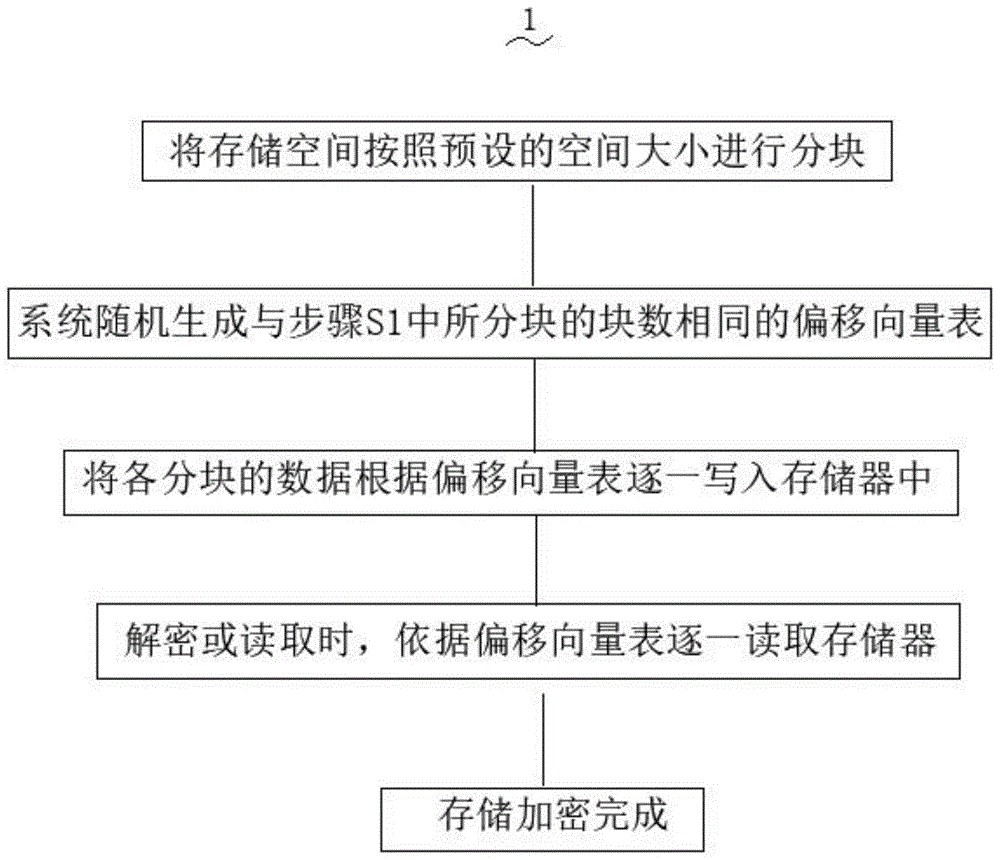 1
将存储空间按照预设的空间大小进行分块
系统随机生成与步骤S1中所分块的块数相同的偏移向量表
将各分块的数据根据偏移向量表逐一写入存储器中
解密或读取时，依据偏移向量表逐一读取存储器
存储加密完成